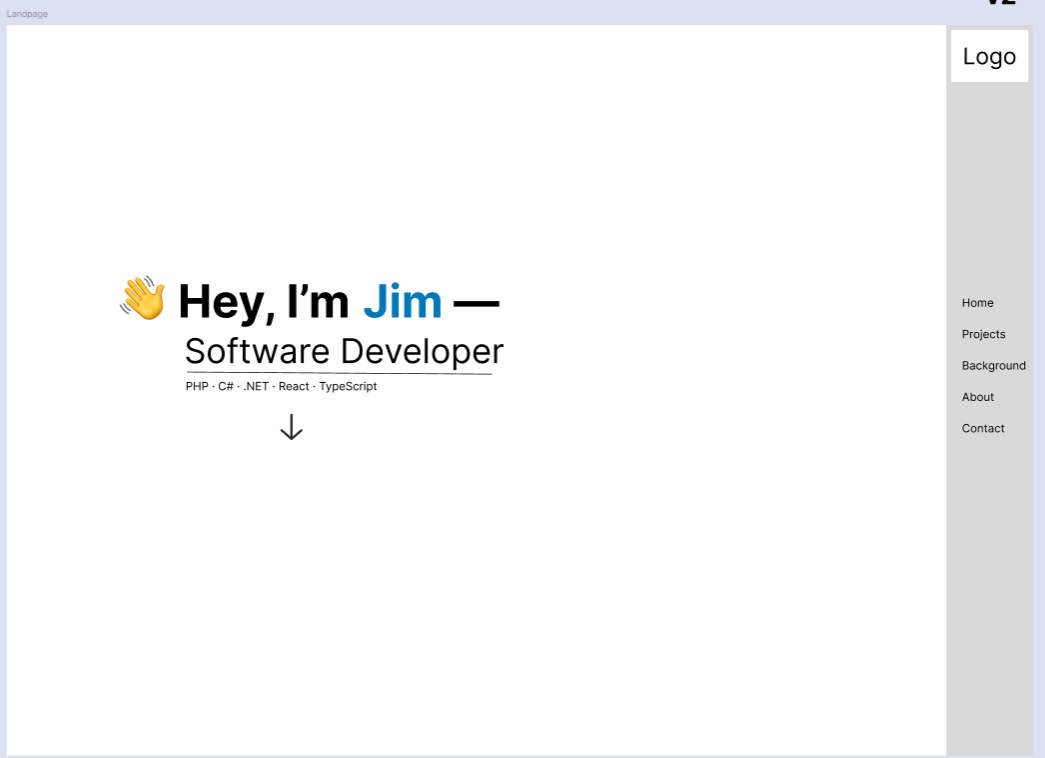 Landpage
V2
Logo
👋 Hey, I’m Jim —
Software Developer
PHP · C# · .NET · React · TypeScript
Home
Projects
Background
About
Contact